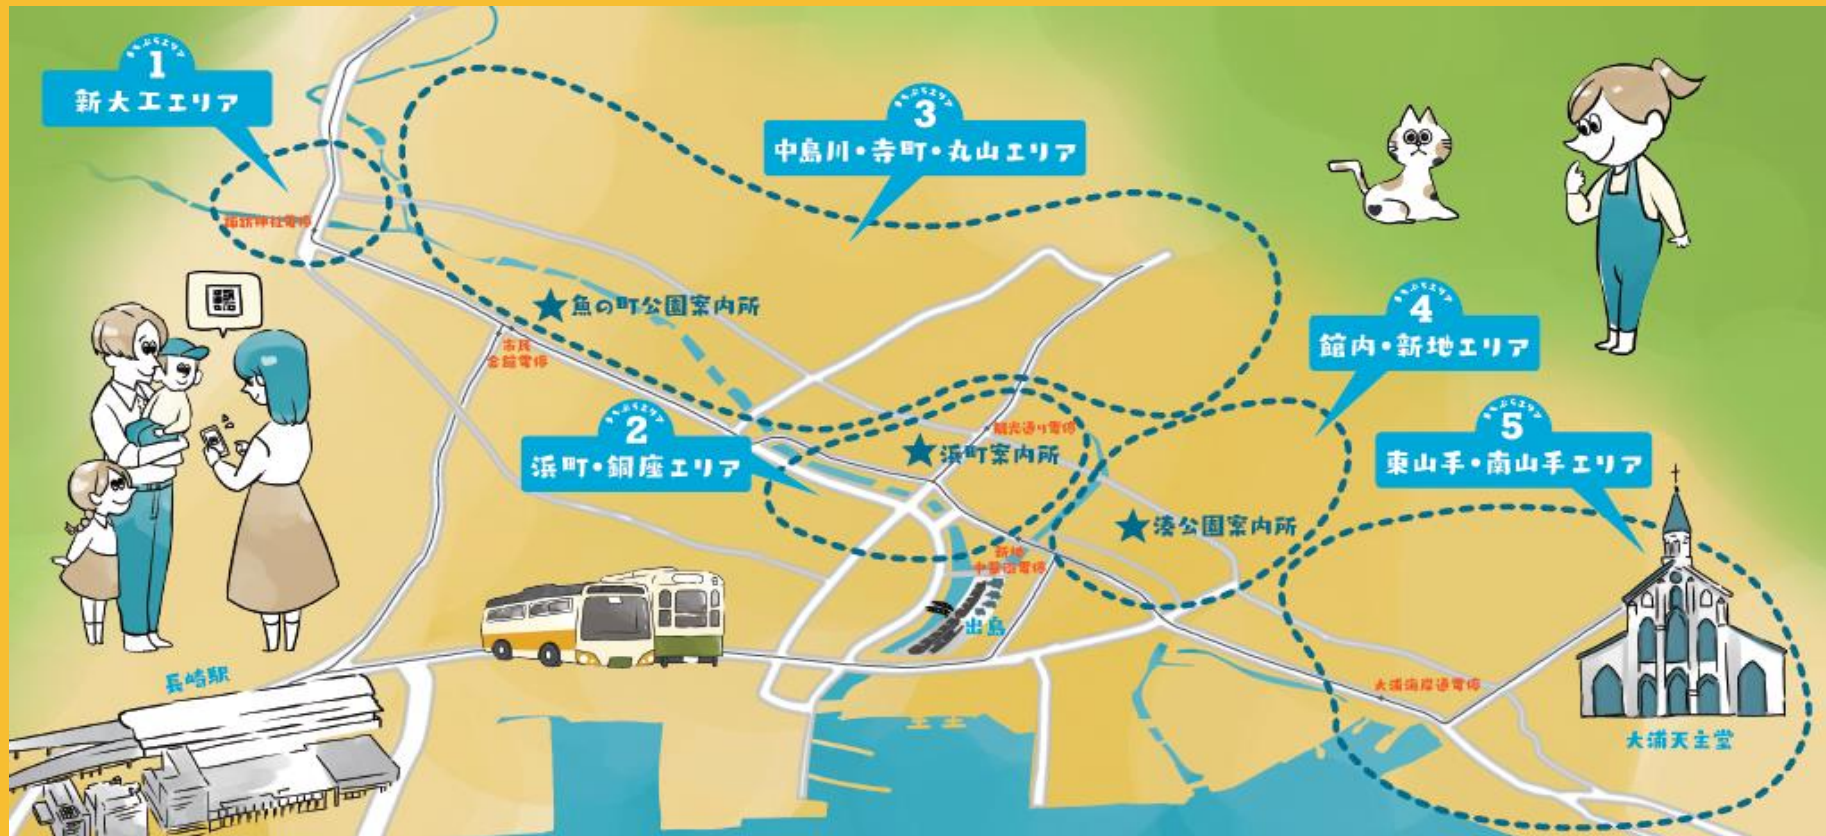 まちぶらエリア
1
新大工エリア
まちぶらエリア
3
中島川・寺町・丸山エリア
諏訪神社電停
魚の町公園案内所
まちぶらエリア
4
館内・新地エリア
市民
会館電停
まちぶらエリア
2
浜町・銅座エリア
観光通り電停
浜町案内所
まちぶらエリア
5
東山手・南山手エリア
湊公園案内所
新地
中華街電停
出島
長崎駅
大浦海岸通電停
大浦天主堂